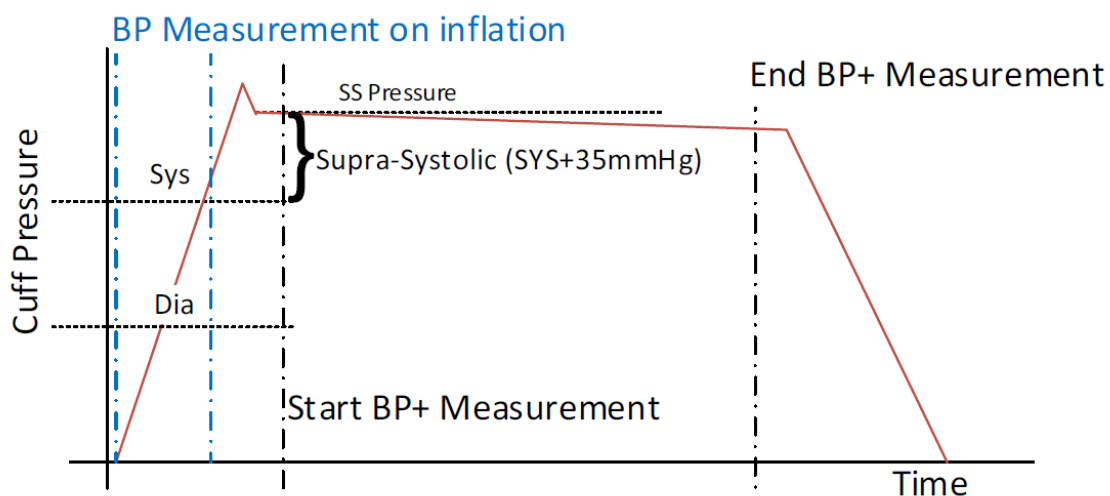 BP Measurement on inflation
End BP+ Measurement
SS Pressure
Supra-Systolic (SYS+35mmHg)
Sys
Cuff Pressure
Dia
Start BP+ Measurement
Time